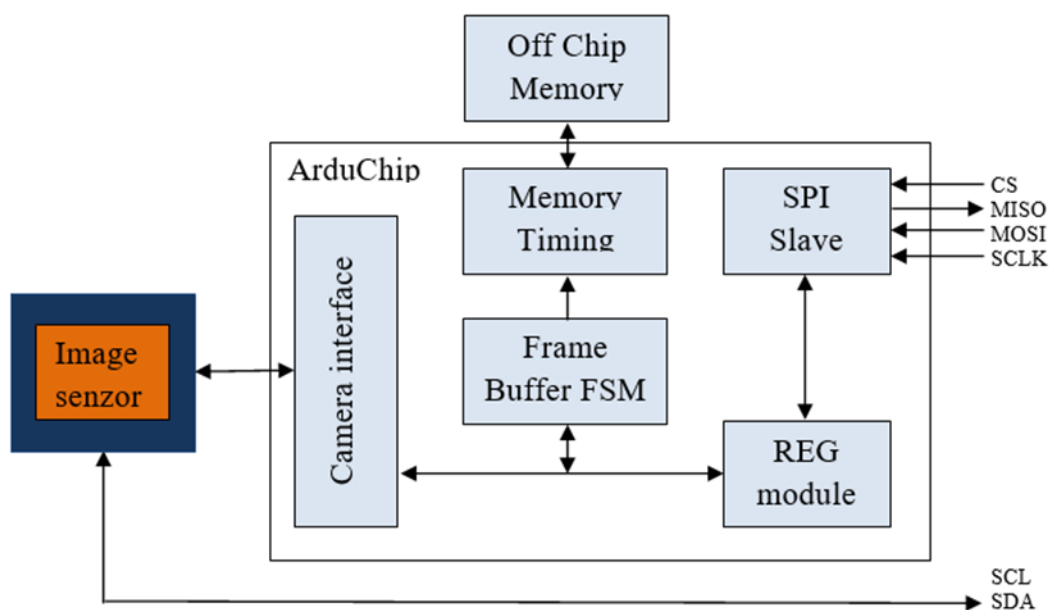 Off Chip
Memory
ArduChip
Memory
Timing
SPI
Slave
CS
MISO
MOSI
SCLK
Camera interface
Image
senzor
Frame
Buffer FSM
REG
module
SCL
SDA